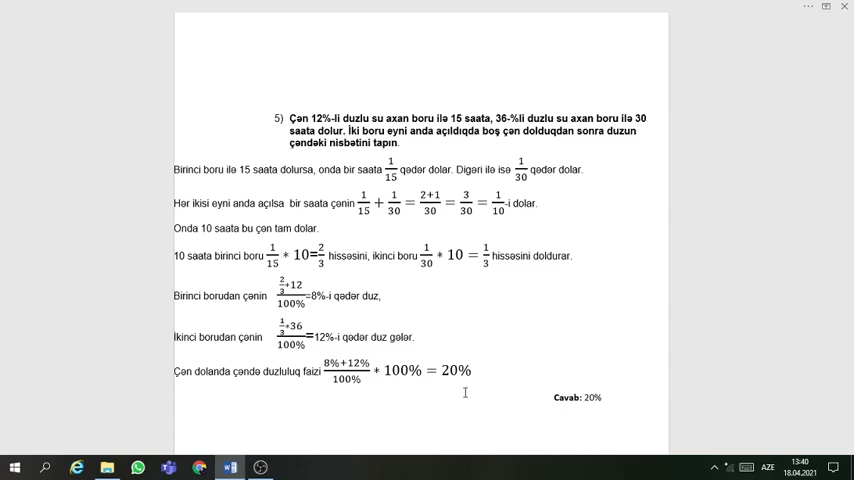 5) Çən 12%-li duzlu su axan boru ilə 15 saata, 36-%li duzlu su axan boru ilə 30
saata dolur. İki boru eyni anda açıldıqda boş çən dolduqdan sonra duzun
çəndəki nisbətini tapın.
Birinci boru ilə 15 saata dolursa, onda bir saata 1/15 qədər dolar. Digəri ilə isə 1/30 qədər dolar.
Hər ikisi eyni anda açılsa bir saata çənin 1/15 + 1/30 = 2+1/30 = 3/30 = 1/10-i dolar.
Onda 10 saata bu çən tam dolar.
10 saata birinci boru 1/15 * 10=2/3 hissəsini, ikinci boru 1/30 * 10 = 1/3 hissəsini doldurar.
Birinci borudan çənin 2/3*12/100%=8%-i qədər duz,
İkinci borudan çənin 1/3*36/100%=12%-i qədər duz gələr.
Çən dolanda çəndə duzluluq faizi 8%+12%/100% * 100% = 20%
Cavab: 20%
AZE
13:40
18.04.2021